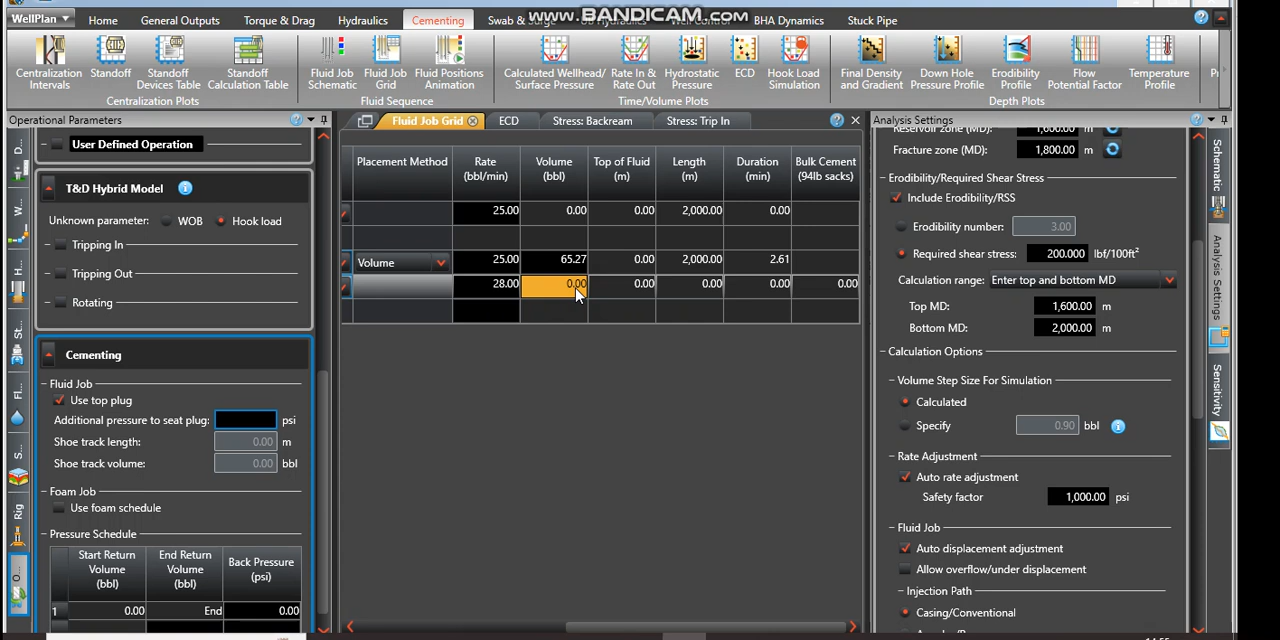 WellPlan
Home
General Outputs
Torque & Drag
Hydraulics
Cementing
Swab &
www.BANDICAM.com
BHA Dynamics
Stuck Pipe
Centralization Intervals
Standoff
Standoff Devices Table
Standoff Calculation Table
Centralization Plots
Fluid Job Schematic
Fluid Job Grid
Fluid Positions Animation
Fluid Sequence
Calculated Wellhead/ Surface Pressure
Rate In & Rate Out
Hydrostatic Pressure
ECD
Hook Load Simulation
Time/Volume Plots
Final Density and Gradient
Down Hole Pressure Profile
Erodibility Profile
Flow Potential Factor
Temperature Profile
Depth Plots
Operational Parameters
User Defined Operation
T&D Hybrid Model
Unknown parameter: WOB Hook load
Tripping In
Tripping Out
Rotating
Cementing
Fluid Job
Use top plug
Additional pressure to seat plug: psi
Shoe track length: 0.00 m
Shoe track volume: 0.00 bbl
Foam Job
Use foam schedule
Pressure Schedule
Start Return Volume (bbl)
End Return Volume (bbl)
Back Pressure (psi)
1 0.00 End 0.00
Fluid Job Grid
ECD
Stress: Backream
Stress: Trip In
Placement Method
Rate (bbl/min)
Volume (bbl)
Top of Fluid (m)
Length (m)
Duration (min)
Bulk Cement (94lb sacks)
25.00 0.00 0.00 2,000.00 0.00
Volume 25.00 65.27 0.00 2,000.00 2.61
28.00 0.00 0.00 0.00 0.00 0.00
Analysis Settings
Reservoir zone (MD): 1,600.00 m
Fracture zone (MD): 1,800.00 m
Erodibility/Required Shear Stress
Include Erodibility/RSS
Erodibility number: 3.00
Required shear stress: 200.000 lbf/100ft²
Calculation range: Enter top and bottom MD
Top MD: 1,600.00 m
Bottom MD: 2,000.00 m
Calculation Options
Volume Step Size For Simulation
Calculated
Specify 0.90 bbl
Rate Adjustment
Auto rate adjustment
Safety factor 1,000.00 psi
Fluid Job
Auto displacement adjustment
Allow overflow/under displacement
Injection Path
Casing/Conventional
Schematic
Analysis Settings
Sensitivity
D...
W...
H...
St...
Fl...
S...
Rig
O...